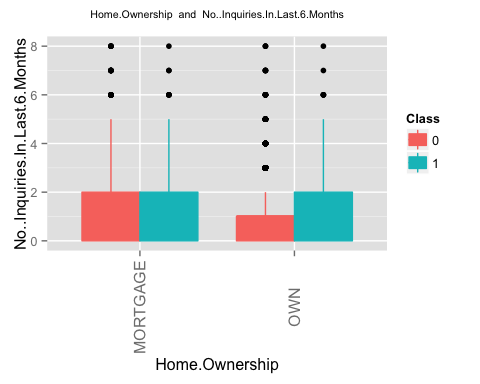 Home.Ownership and No..Inquiries.In.Last.6.Months
No..Inquiries.In.Last.6.Months
8
6
4
2
0
MORTGAGE
OWN
Home.Ownership
Class
0
1